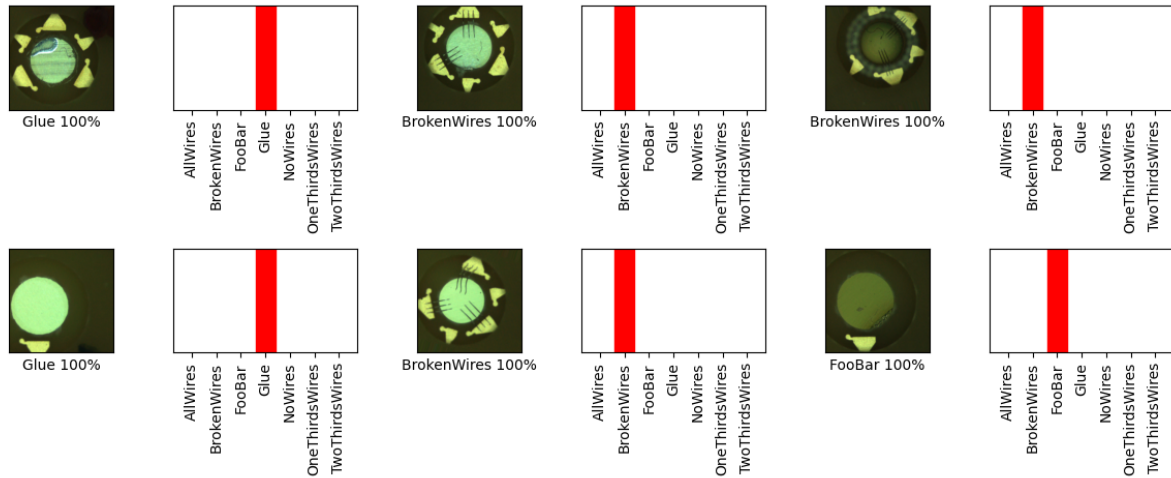 Glue 100%
AllWires
BrokenWires
FooBar
Glue
NoWires
OneThirdsWires
TwoThirdsWires
BrokenWires 100%
AllWires
BrokenWires
FooBar
Glue
NoWires
OneThirdsWires
TwoThirdsWires
BrokenWires 100%
AllWires
BrokenWires
FooBar
Glue
NoWires
OneThirdsWires
TwoThirdsWires
Glue 100%
AllWires
BrokenWires
FooBar
Glue
NoWires
OneThirdsWires
TwoThirdsWires
BrokenWires 100%
AllWires
BrokenWires
FooBar
Glue
NoWires
OneThirdsWires
TwoThirdsWires
FooBar 100%
AllWires
BrokenWires
FooBar
Glue
NoWires
OneThirdsWires
TwoThirdsWires